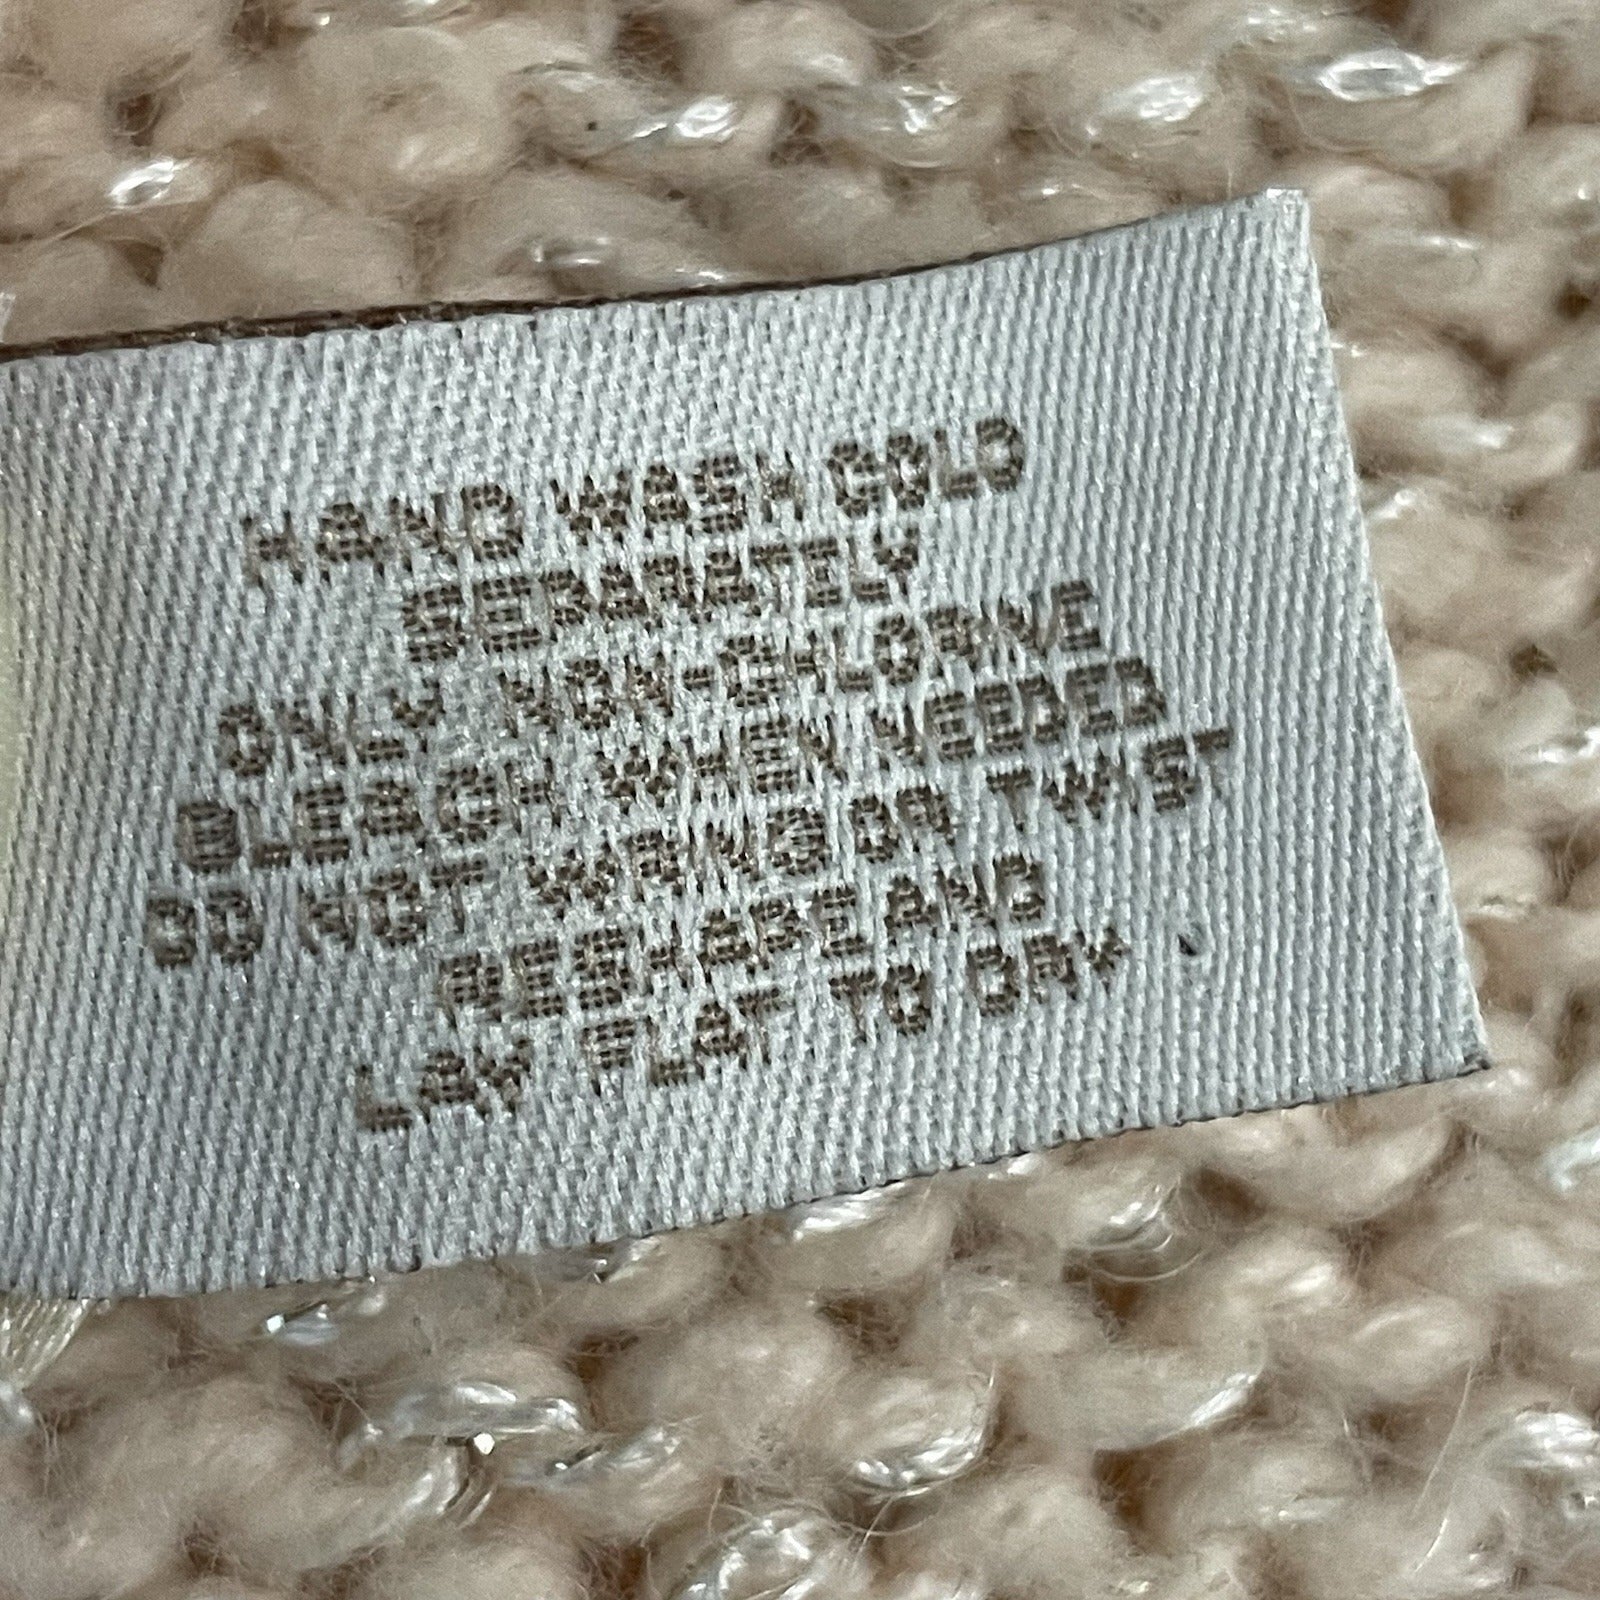 HAND WASH COLD
SEPARATELY
ONLY NON-CHLORINE
BLEACH WHEN NEEDED
DO NOT WRING OR TWIST
RESHAPE AND
LAY FLAT TO DRY